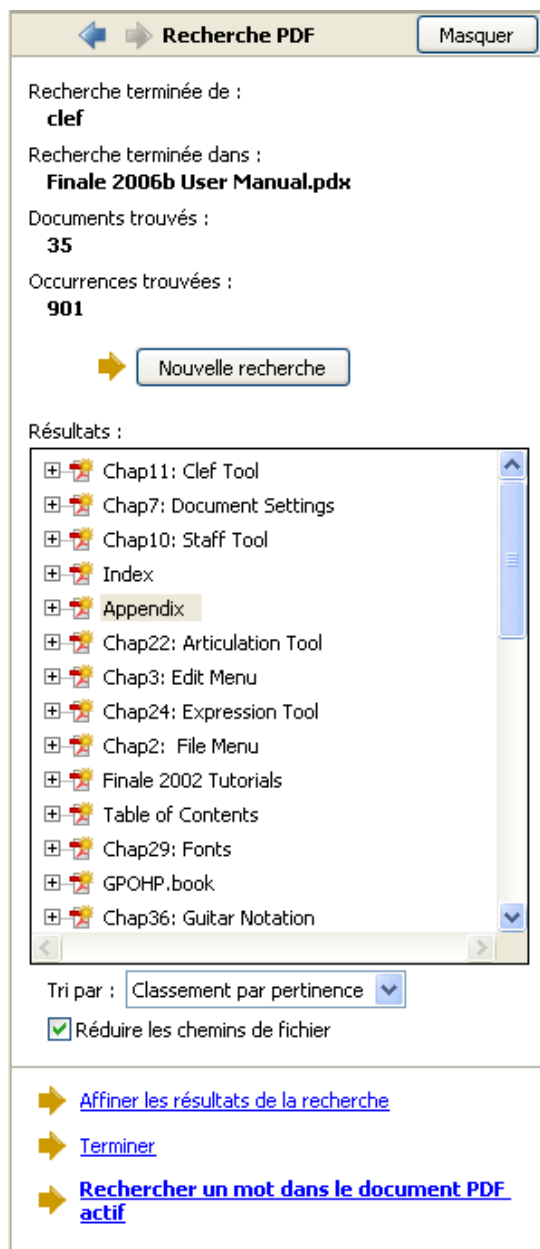 Recherche PDF
Masquer
Recherche terminée de :
clef
Recherche terminée dans :
Finale 2006b User Manual.pdx
Documents trouvés :
35
Occurrences trouvées :
901
Nouvelle recherche
Résultats :
Chap11: Clef Tool
Chap7: Document Settings
Chap10: Staff Tool
Index
Appendix
Chap22: Articulation Tool
Chap3: Edit Menu
Chap24: Expression Tool
Chap2:  File Menu
Finale 2002 Tutorials
Table of Contents
Chap29: Fonts
GPOHP.book
Chap36: Guitar Notation
Tri par : Classement par pertinence
Réduire les chemins de fichier
Affiner les résultats de la recherche
Terminer
Rechercher un mot dans le document PDF
actif